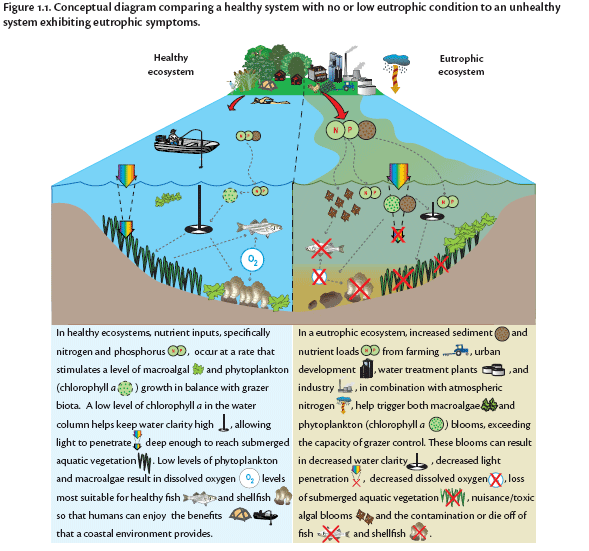 Figure 1.1. Conceptual diagram comparing a healthy system with no or low eutrophic condition to an unhealthy
system exhibiting eutrophic symptoms.
Healthy
ecosystem
Eutrophic
ecosystem
N P
N P
N P
N P
N P
N P
O2
O2
In healthy ecosystems, nutrient inputs, specifically
nitrogen and phosphorus N P , occur at a rate that
stimulates a level of macroalgal and phytoplankton
(chlorophyll a ) growth in balance with grazer
biota. A low level of chlorophyll a in the water
column helps keep water clarity high , allowing
light to penetrate deep enough to reach submerged
aquatic vegetation . Low levels of phytoplankton
and macroalgae result in dissolved oxygen O2 levels
most suitable for healthy fish and shellfish
so that humans can enjoy the benefits
that a coastal environment provides.
In a eutrophic ecosystem, increased sediment and
nutrient loads N P from farming , urban
development , water treatment plants , and
industry , in combination with atmospheric
nitrogen , help trigger both macroalgae and
phytoplankton (chlorophyll a ) blooms, exceeding
the capacity of grazer control. These blooms can result
in decreased water clarity , decreased light
penetration , decreased dissolved oxygen , loss
of submerged aquatic vegetation , nuisance/toxic
algal blooms and the contamination or die off of
fish and shellfish .